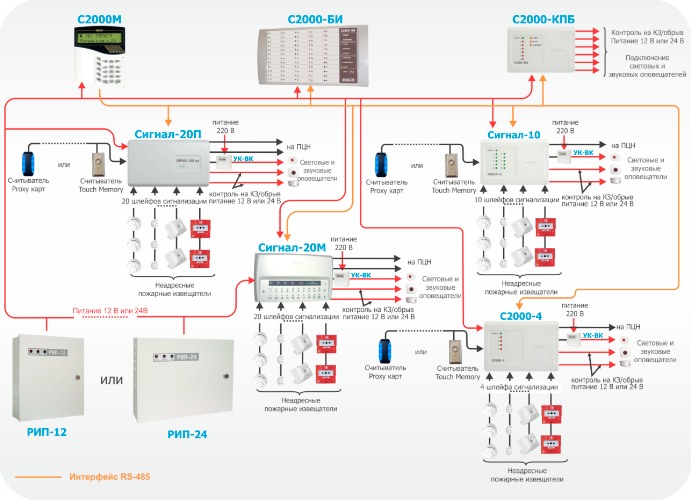 С2000М
С2000-БИ
С2000-КПБ
Контроль на КЗ/обрыв
Питание 12 В или 24 В
Подключение
световых и
звуковых оповещателей
Сигнал-20П
питание
220 В
на ПЦН
УК-ВК
Световые и
звуковые
оповещатели
или
Считыватель
Proxy карт
Считыватель
Touch Memory
контроль на КЗ/обрыв
20 шлейфов сигнализации
питание 12 В или 24 В
Неадресные
пожарные извещатели
Сигнал-10
питание
220 В
на ПЦН
УК-ВК
Световые и
звуковые
оповещатели
или
Считыватель
Proxy карт
Считыватель
Touch Memory
контроль на КЗ/обрыв
питание 12 В или 24 В
10 шлейфов сигнализации
Неадресные
пожарные извещатели
Сигнал-20М
питание
220 В
на ПЦН
УК-ВК
Световые и
звуковые
оповещатели
контроль на КЗ/обрыв
питание 12 В или 24 В
20 шлейфов сигнализации
Неадресные
пожарные извещатели
Питание 12 В или 24В
С2000-4
питание
220 В
на ПЦН
УК-ВК
Световые и
звуковые
оповещатели
или
Считыватель
Proxy карт
Считыватель
Touch Memory
контроль на КЗ/обрыв
питание 12 В или 24 В
4 шлейфа сигнализации
Неадресные
пожарные извещатели
РИП-12
ИЛИ
РИП-24
РИП-12
РИП-24
Интерфейс RS-485